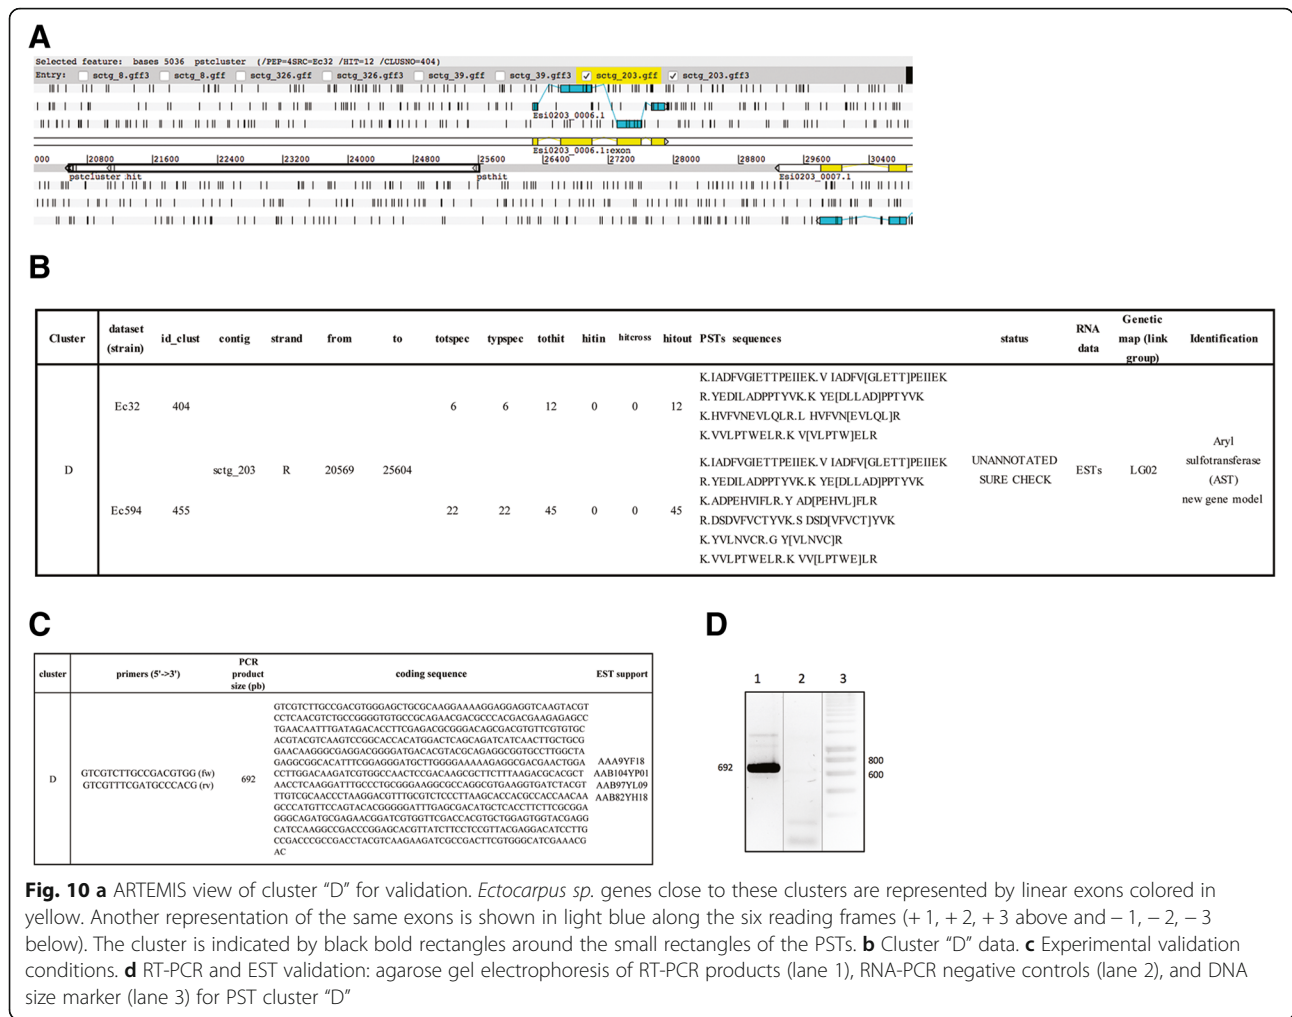 A
Selected feature: bases 5036 pstcluster (/PEP=4SRC=Ec32 /HIT=12 /CLUSNO=404)
Entry: sctg_8.gff3 sctg_8.gff sctg_326.gff sctg_326.gff3 sctg_39.gff sctg_39.gff3 sctg_203.gff sctg_203.gff3
Esi0203_0006.1
Esi0203_0006.1:exon
000 20800 21600 22400 23200 24000 24800 25600 26400 27200 28000 28800 29600 30400
pstcluster hit psthit Esi0203_0007.1
B
Cluster dataset (strain) id_clust contig strand from to totspec typspec tothit hitin hitcross hitout PSTs sequences status RNA data Genetic map (link group) Identification
K.IADFVGIETTPEIIEK.V IADFV[GLETT]PEIIEK
R.YEDILADPPTYVK.K YE[DLLAD]PPTYVK
Ec32 404 6 6 12 0 0 12
K.HVFVNEVLQLR.L HVFVN[EVLQL]R
K.VVLPTWELR.K V[VLPTW]ELR
D sctg_203 R 20569 25604 UNANNOTATED SURE CHECK ESTs LG02 Aryl sulfotransferase (AST) new gene model
K.IADFVGIETTPEIIEK.V IADFV[GLETT]PEIIEK
R.YEDILADPPTYVK.K YE[DLLAD]PPTYVK
K.ADPEHVIFLR.Y AD[PEHVL]FLR
Ec594 455 22 22 45 0 0 45
R.DSDVFVCTYVK.S DSD[VFVCT]YVK
K.YVLNVCR.G Y[VLNVC]R
K.VVLPTWELR.K VV[LPTWE]LR
C
cluster primers (5'->3') PCR product size (pb) coding sequence EST support
D
GTCGTCTTGCCGACGTGG (fw)
GTCGTTTCGATGCCCACG (rv)
692
GTCGTCTTGCCGACGTGGGAGCTGCGCAAGGAAAAGGAGGAGGTCAAGTACGT
CCTCAACGTCTGCCGGGGTGTGCCGCAGAACGACGCCCACGACGAAGAGAGCC
TGAACAATTTGATAGACACCTTCGAGACGCGGGACAGCGACGTGTTCGTGTGC
ACGTACGTCAAGTCCGGCACCACATGGACTCAGCAGATCATCAACTTGCTGCG
GAACAAGGGCGAGGACGGGGATGACACGTACGCAGAGGCGGTGCCTTGGCTA
GAGGCGGCACATTTCGGAGGGATGCTTGGGGAAAAAGAGGCGACGAACTGGA
CCTTGGACAAGATCGTGGCCAACTCCGACAAGCGCTTCTTTAAGACGCACGCT
AACCTCAAGGATTTGCCCTGCGGGAAGGCGCCAGGCGTGAAGGTGATCTACGT
TTGTCGCAACCCTAAGGACGTTTGCGTCTCCCTTAAGCACCACGCCACCAACAA
GCCCATGTTCCAGTACACGGGGGATTTGAGCGACATGCTCACCTTCTTCGCGGA
GGGCAGATGCGAGAACGGATCGTGGTTCGACCACGTGCTGGAGTGGTACGAGG
CATCCAAGGCCGACCCGGAGCACGTTATCTTCCTCCGTTACGAGGACATCCTTG
CCGACCCGCCGACCTACGTCAAGAAGATCGCCGACTTCGTGGGCATCGAAACG
AC
AAA9YF18
AAB104YP01
AAB97YL09
AAB82YH18
D
1 2 3
692
800
600
Fig. 10 a ARTEMIS view of cluster “D” for validation. Ectocarpus sp. genes close to these clusters are represented by linear exons colored in
yellow. Another representation of the same exons is shown in light blue along the six reading frames (+ 1, + 2, + 3 above and − 1, − 2, − 3
below). The cluster is indicated by black bold rectangles around the small rectangles of the PSTs. b Cluster “D” data. c Experimental validation
conditions. d RT-PCR and EST validation: agarose gel electrophoresis of RT-PCR products (lane 1), RNA-PCR negative controls (lane 2), and DNA
size marker (lane 3) for PST cluster “D”